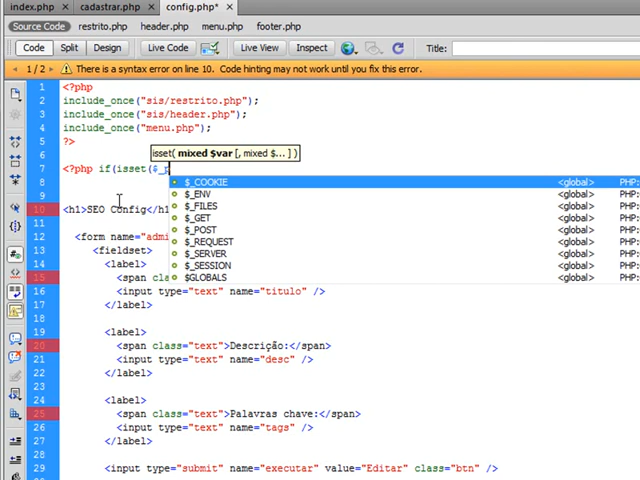 index.php × cadastrar.php × config.php* ×
Source Code restrito.php header.php menu.php footer.php
Code Split Design Live Code Live View Inspect Title:
1 / 2 There is a syntax error on line 10. Code hinting may not work until you fix this error.
1 <?php
2 include_once("sis/restrito.php");
3 include_once("sis/header.php");
4 include_once("menu.php");
5 ?>
6
isset( mixed $var [, mixed $... ] )
7 <?php if(isset($_p
$_COOKIE <global> PHP:
$_ENV <global> PHP:
$_FILES <global> PHP:
$_GET <global> PHP:
$_POST <global> PHP:
$_REQUEST <global> PHP:
$_SERVER <global> PHP:
$_SESSION <global> PHP:
$GLOBALS <global> PHP:
8
9
10 <h1>SEO Config</h1
11
12 <form name="adm
13 <fieldset>
14 <label>
15 <span cla
16 <input type="text" name="titulo" />
17 </label>
18
19 <label>
20 <span class="text">Descrição:</span>
21 <input type="text" name="desc" />
22 </label>
23
24 <label>
25 <span class="text">Palavras chave:</span>
26 <input type="text" name="tags" />
27 </label>
28
29 <input type="submit" name="executar" value="Editar" class="btn" />